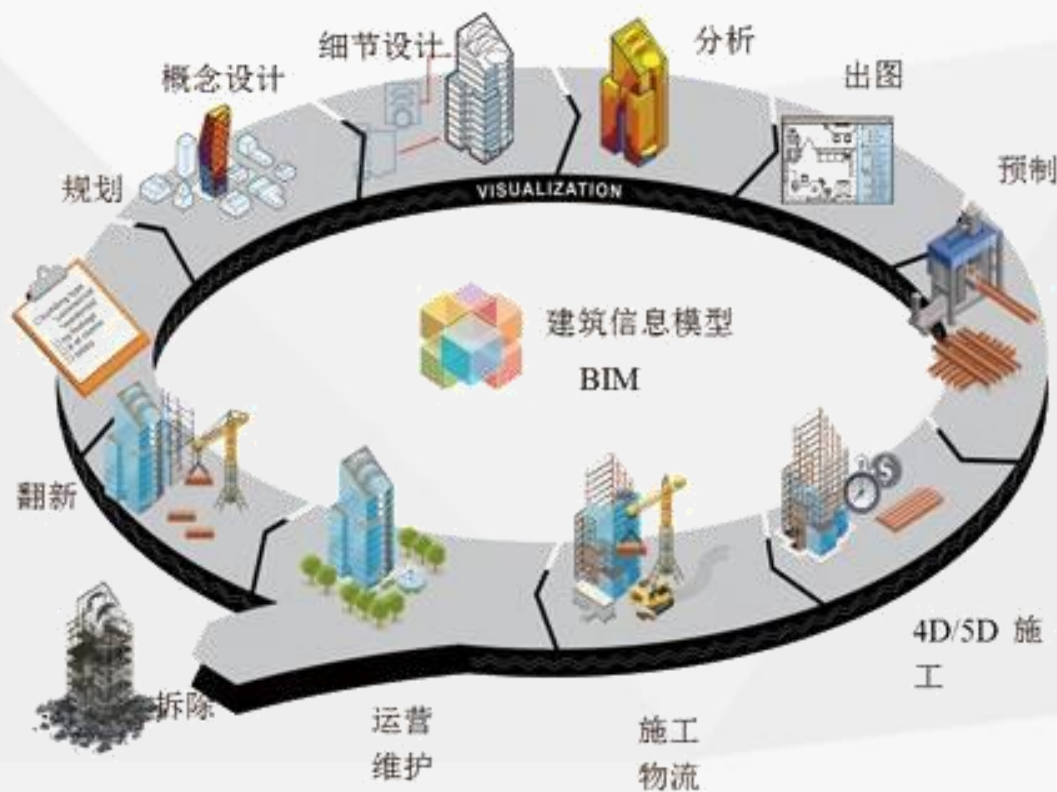 细节设计
分析
概念设计
出图
规划
预制
VISUALIZATION
建筑信息模型
BIM
翻新
4D/5D 施
工
拆除
运营
维护
施工
物流